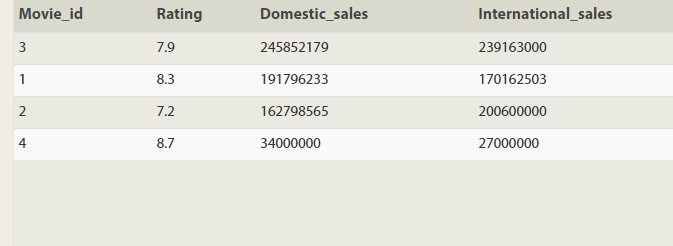 Movie_id Rating Domestic_sales International_sales
3 7.9 245852179 239163000
1 8.3 191796233 170162503
2 7.2 162798565 200600000
4 8.7 34000000 27000000